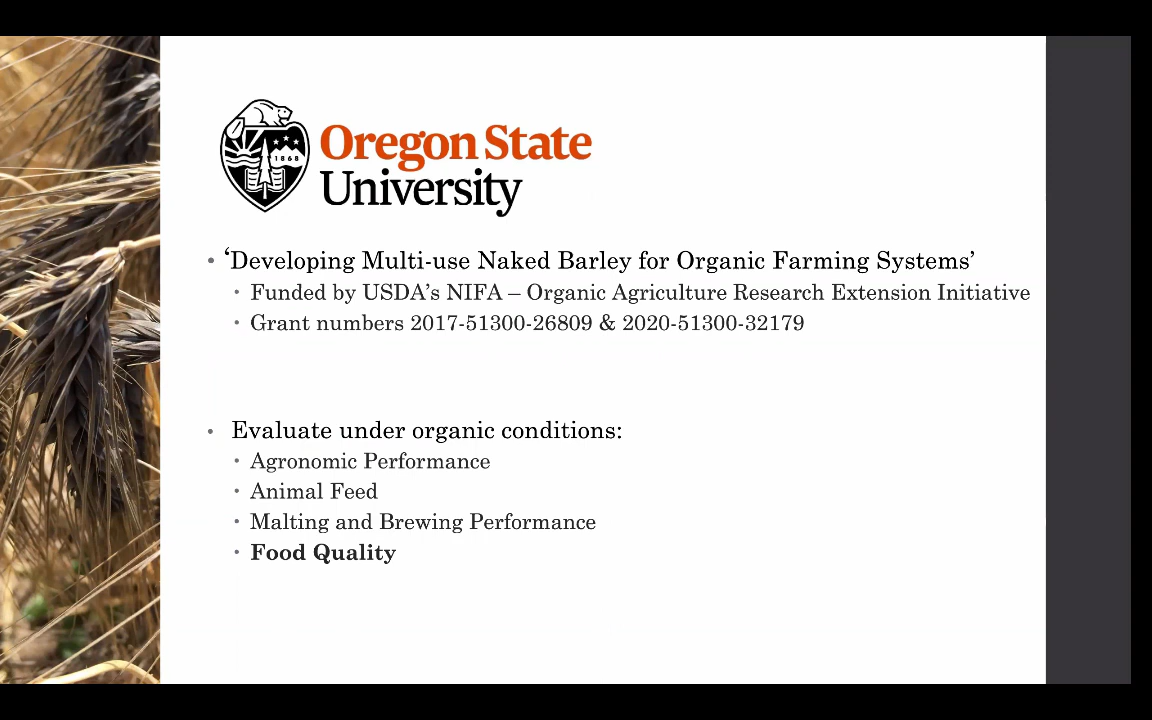 1868
Oregon State
University
• ‘Developing Multi-use Naked Barley for Organic Farming Systems’
• Funded by USDA’s NIFA – Organic Agriculture Research Extension Initiative
• Grant numbers 2017-51300-26809 & 2020-51300-32179
• Evaluate under organic conditions:
• Agronomic Performance
• Animal Feed
• Malting and Brewing Performance
• Food Quality